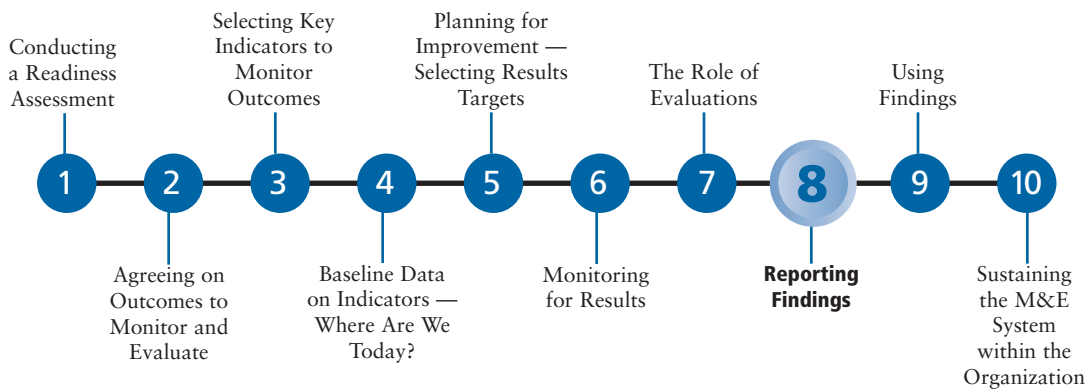 Conducting
a Readiness
Assessment
Selecting Key
Indicators to
Monitor
Outcomes
Planning for
Improvement —
Selecting Results
Targets
The Role of
Evaluations
Using
Findings
1
2
3
4
5
6
7
8
9
10
Agreeing on
Outcomes to
Monitor and
Evaluate
Baseline Data
on Indicators —
Where Are We
Today?
Monitoring
for Results
Reporting
Findings
Sustaining
the M&E
System
within the
Organization